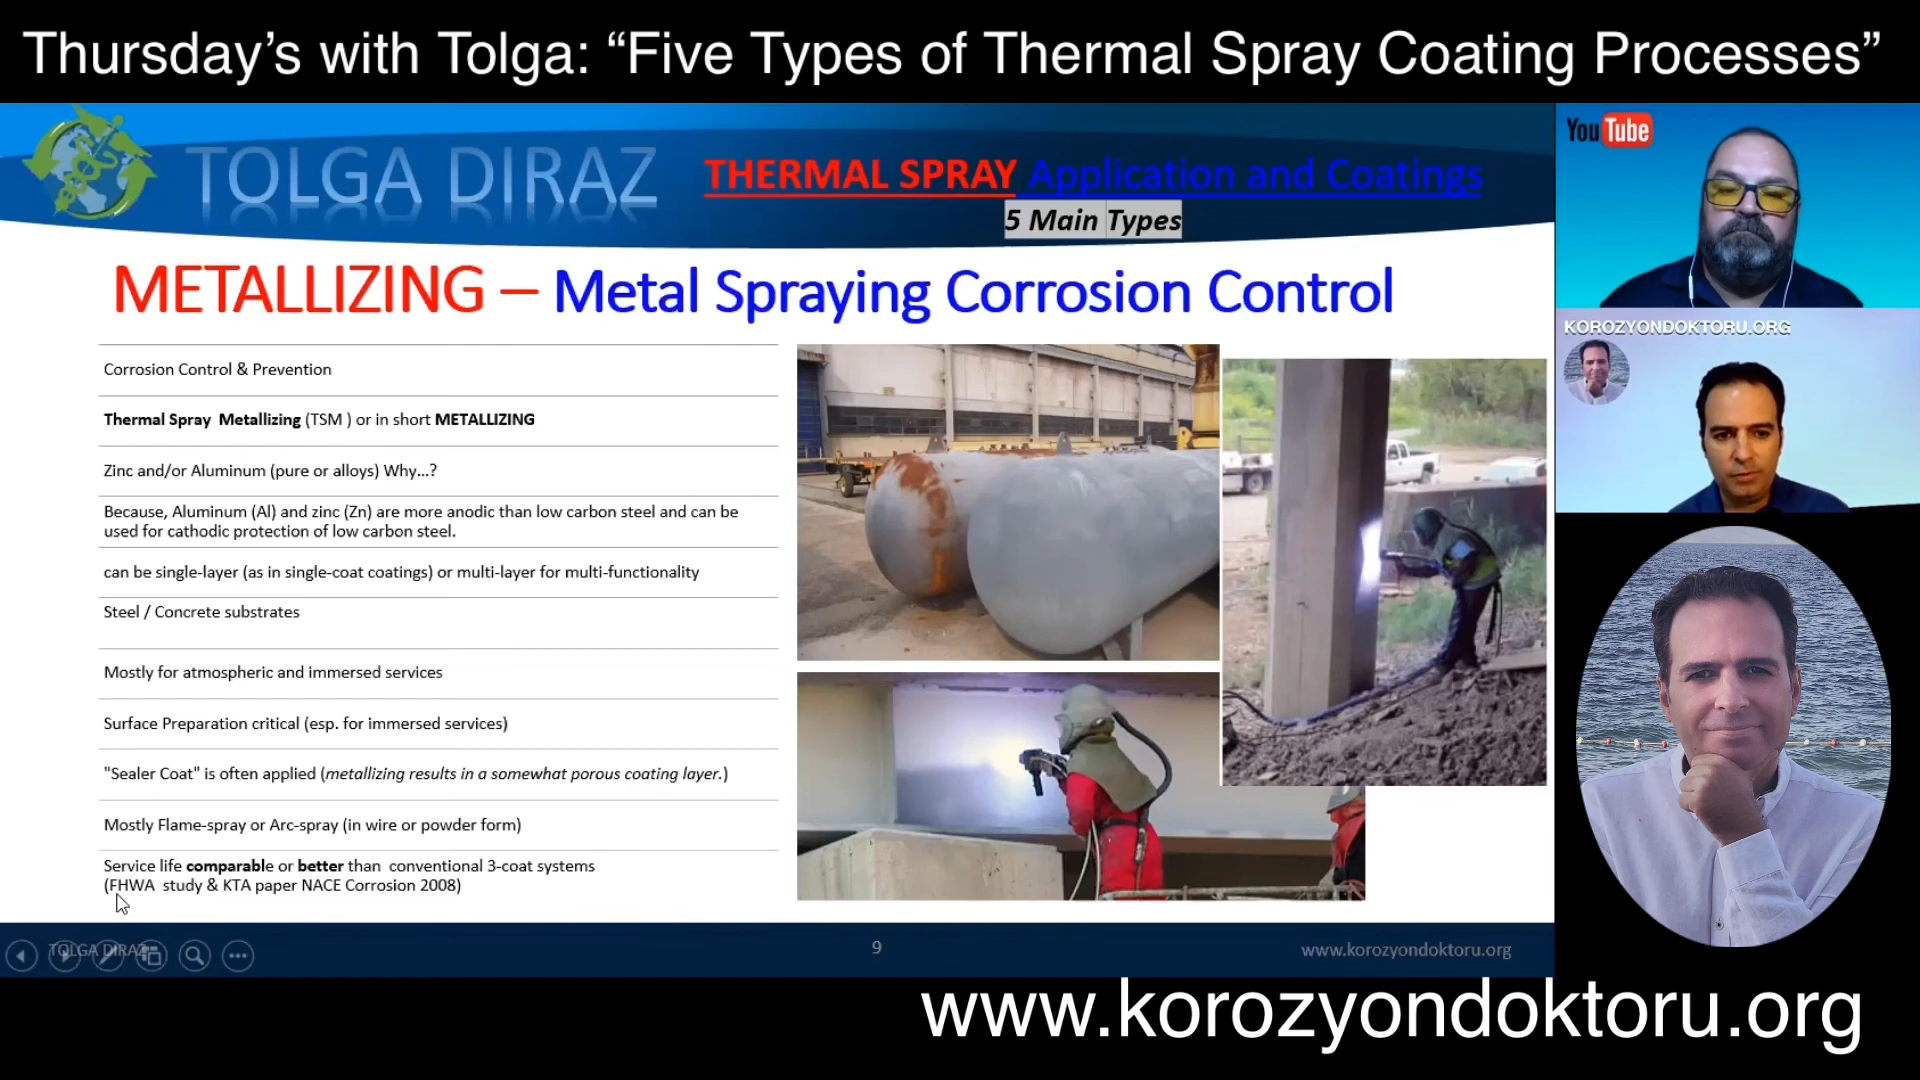 Thursday’s with Tolga: “Five Types of Thermal Spray Coating Processes”
TOLGA DIRAZ
THERMAL SPRAY Application and Coatings
5 Main Types
METALLIZING – Metal Spraying Corrosion Control
Corrosion Control & Prevention
Thermal Spray Metallizing (TSM ) or in short METALLIZING
Zinc and/or Aluminum (pure or alloys) Why...?
Because, Aluminum (Al) and zinc (Zn) are more anodic than low carbon steel and can be
used for cathodic protection of low carbon steel.
can be single-layer (as in single-coat coatings) or multi-layer for multi-functionality
Steel / Concrete substrates
Mostly for atmospheric and immersed services
Surface Preparation critical (esp. for immersed services)
"Sealer Coat" is often applied (metallizing results in a somewhat porous coating layer.)
Mostly Flame-spray or Arc-spray (in wire or powder form)
Service life comparable or better than conventional 3-coat systems
(FHWA study & KTA paper NACE Corrosion 2008)
TOLGA DIRAZ
9
www.korozyondoktoru.org
YouTube
KOROZYONDOKTORU.ORG
www.korozyondoktoru.org